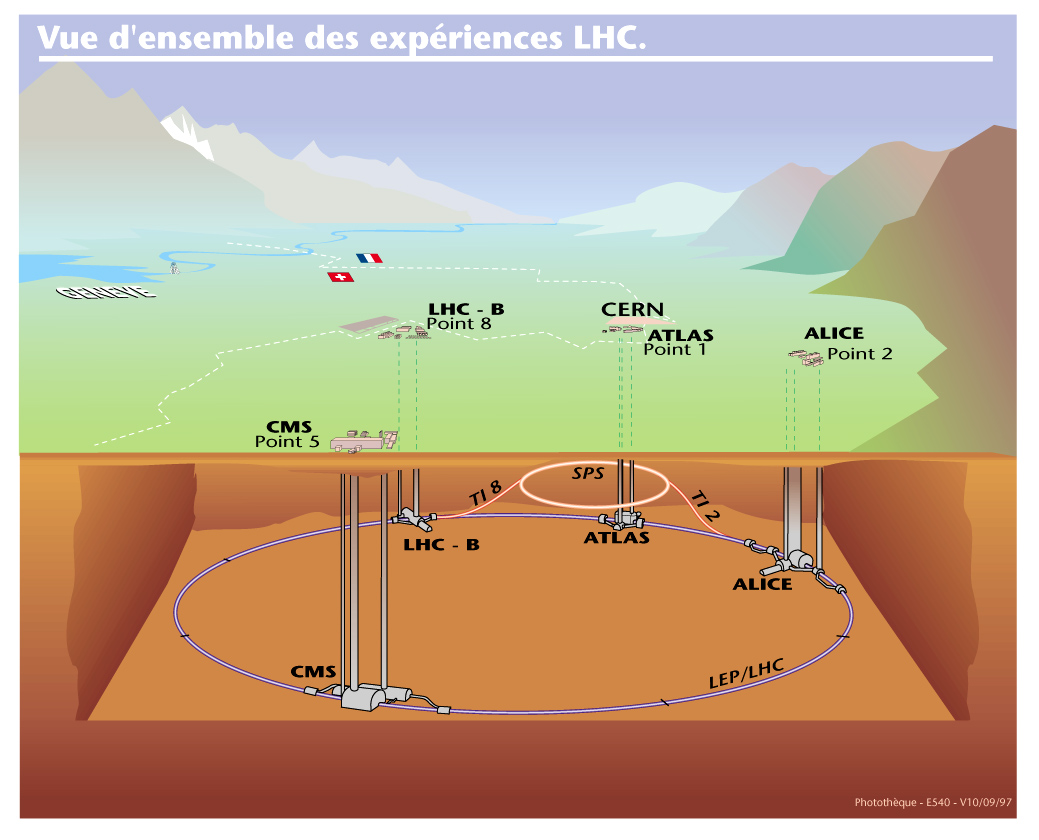 Vue d'ensemble des expériences LHC.
GENEVE
LHC - B
Point 8
CERN
ATLAS
Point 1
ALICE
Point 2
CMS
Point 5
SPS
TI 8
TI 2
LHC - B
ATLAS
ALICE
CMS
LEP/LHC
Photothèque - E540 - V10/09/97